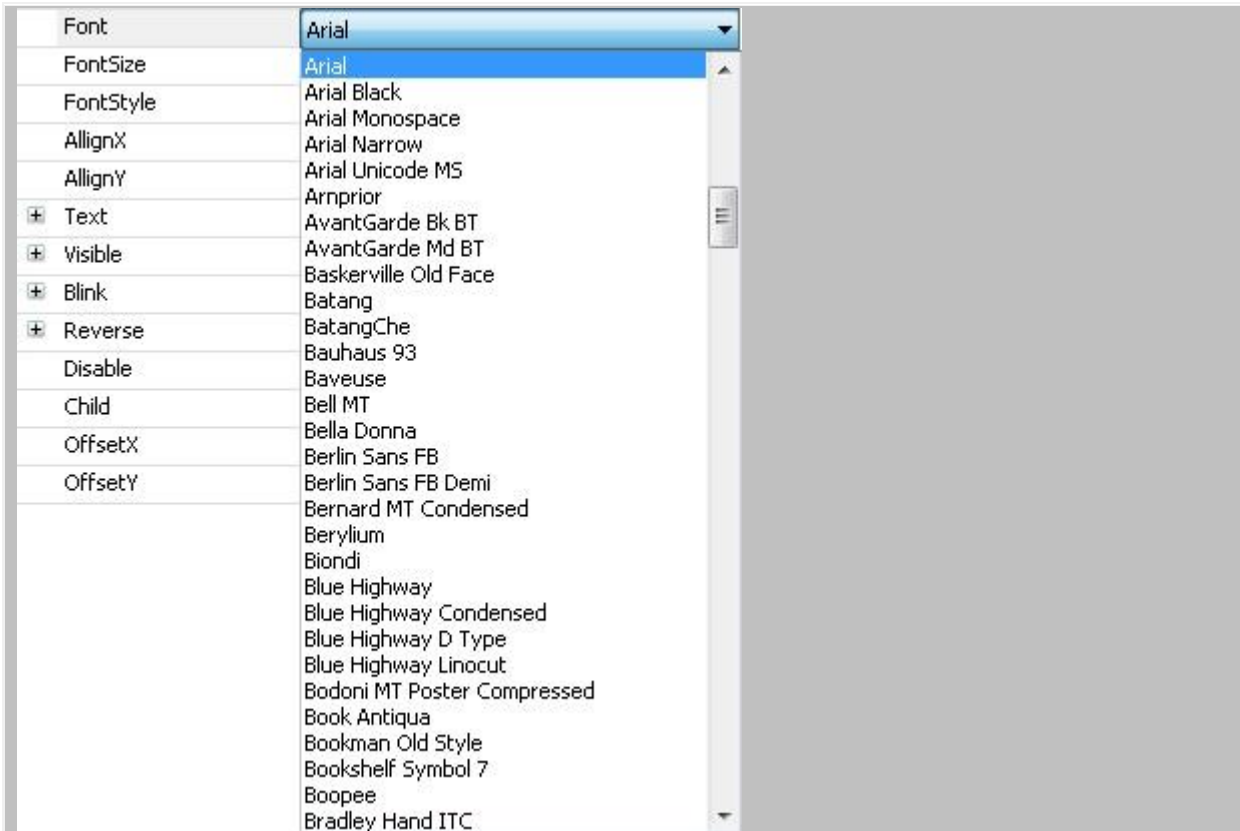 Font
Arial
FontSize
FontStyle
AllignX
AllignY
Text
Visible
Blink
Reverse
Disable
Child
OffsetX
OffsetY
Arial
Arial Black
Arial Monospace
Arial Narrow
Arial Unicode MS
Arnprior
AvantGarde Bk BT
AvantGarde Md BT
Baskerville Old Face
Batang
BatangChe
Bauhaus 93
Baveuse
Bell MT
Bella Donna
Berlin Sans FB
Berlin Sans FB Demi
Bernard MT Condensed
Berylium
Biondi
Blue Highway
Blue Highway Condensed
Blue Highway D Type
Blue Highway Linocut
Bodoni MT Poster Compressed
Book Antiqua
Bookman Old Style
Bookshelf Symbol 7
Boopee
Bradley Hand ITC